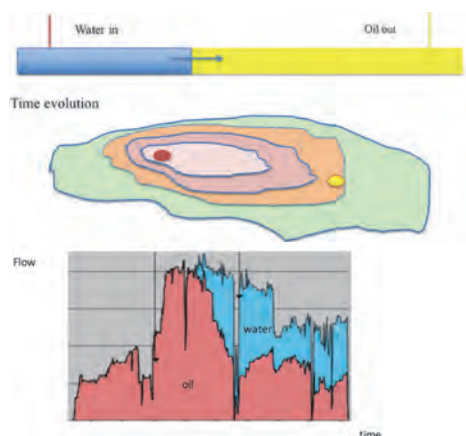 Water in
Oil out
Time evolution
Flow
water
oil
time